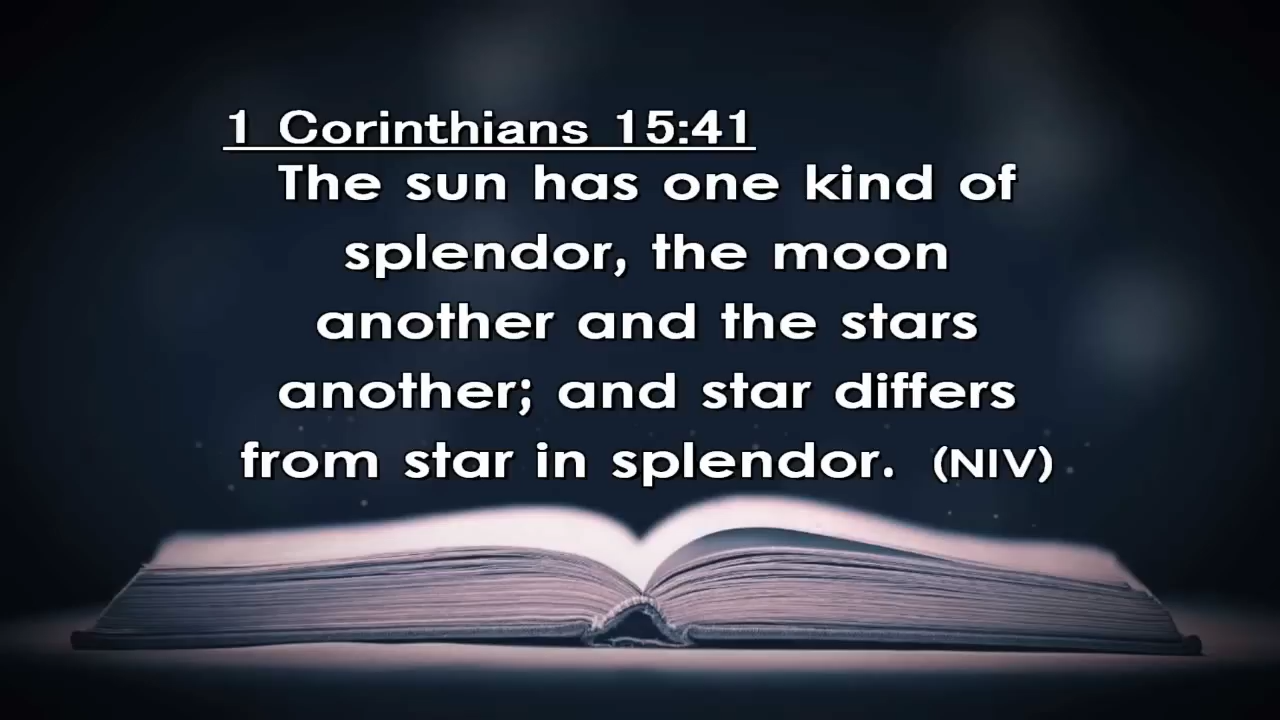 1 Corinthians 15:41
The sun has one kind of
splendor, the moon
another and the stars
another; and star differs
from star in splendor. (NIV)